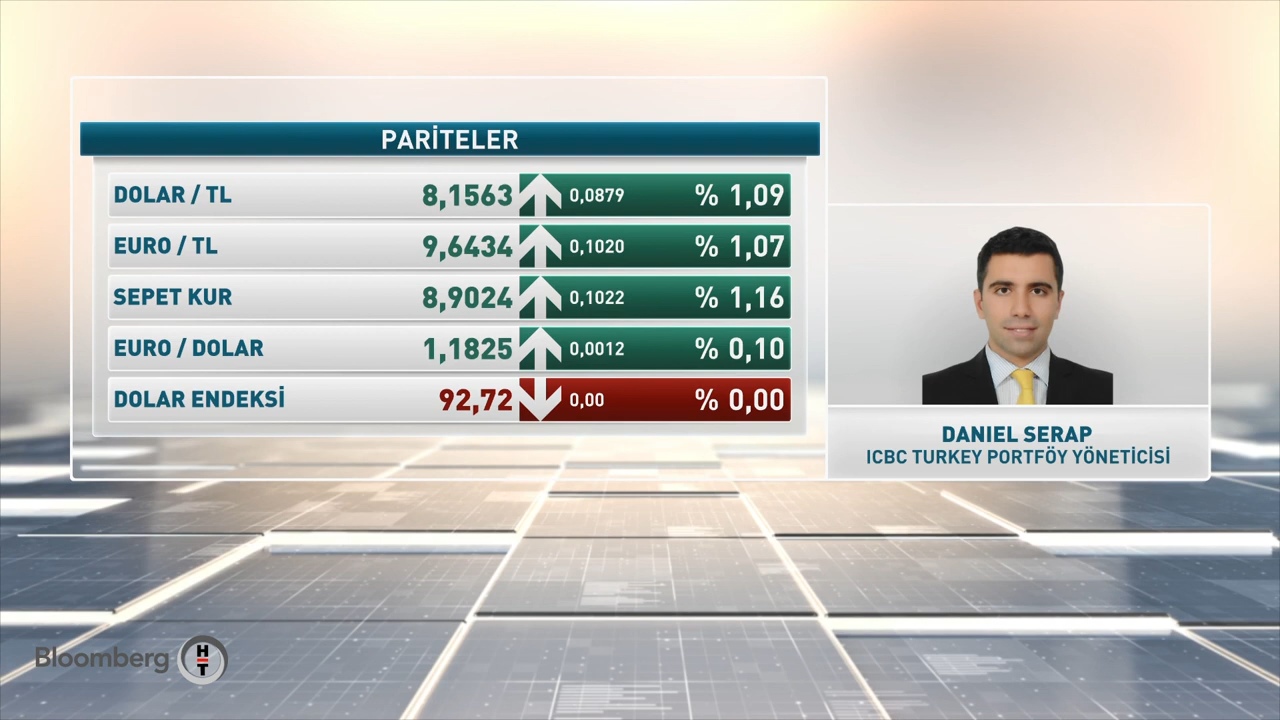 PARİTELER
DOLAR / TL 8,1563 0,0879 % 1,09
EURO / TL 9,6434 0,1020 % 1,07
SEPET KUR 8,9024 0,1022 % 1,16
EURO / DOLAR 1,1825 0,0012 % 0,10
DOLAR ENDEKSİ 92,72 0,00 % 0,00
DANIEL SERAP
ICBC TURKEY PORTFÖY YÖNETİCİSİ
Bloomberg HT